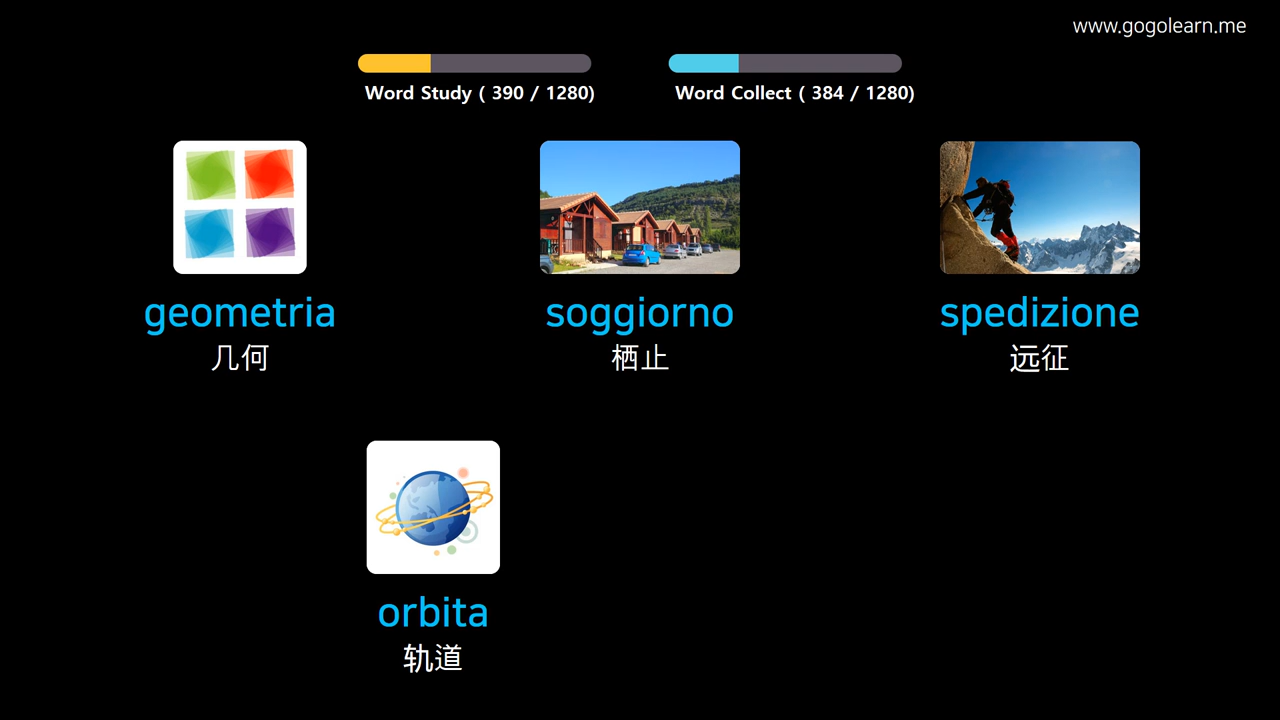 www.gogolearn.me
Word Study ( 390 / 1280)
Word Collect ( 384 / 1280)
geometria
soggiorno
spedizione
几何
栖止
远征
orbita
轨道